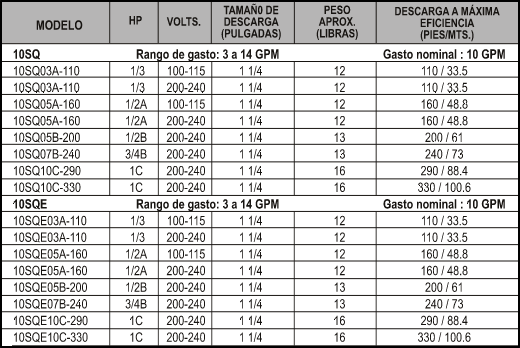 MODELO HP VOLTS. TAMAÑO DE DESCARGA (PULGADAS) PESO APROX. (LIBRAS) DESCARGA A MÁXIMA EFICIENCIA (PIES/MTS.)
10SQ Rango de gasto: 3 a 14 GPM Gasto nominal : 10 GPM
10SQ03A-110 1/3 100-115 1 1/4 12 110 / 33.5
10SQ03A-110 1/3 200-240 1 1/4 12 110 / 33.5
10SQ05A-160 1/2A 100-115 1 1/4 12 160 / 48.8
10SQ05A-160 1/2A 200-240 1 1/4 12 160 / 48.8
10SQ05B-200 1/2B 200-240 1 1/4 13 200 / 61
10SQ07B-240 3/4B 200-240 1 1/4 13 240 / 73
10SQ10C-290 1C 200-240 1 1/4 16 290 / 88.4
10SQ10C-330 1C 200-240 1 1/4 16 330 / 100.6
10SQE Rango de gasto: 3 a 14 GPM Gasto nominal : 10 GPM
10SQE03A-110 1/3 100-115 1 1/4 12 110 / 33.5
10SQE03A-110 1/3 200-240 1 1/4 12 110 / 33.5
10SQE05A-160 1/2A 100-115 1 1/4 12 160 / 48.8
10SQE05A-160 1/2A 200-240 1 1/4 12 160 / 48.8
10SQE05B-200 1/2B 200-240 1 1/4 13 200 / 61
10SQE07B-240 3/4B 200-240 1 1/4 13 240 / 73
10SQE10C-290 1C 200-240 1 1/4 16 290 / 88.4
10SQE10C-330 1C 200-240 1 1/4 16 330 / 100.6